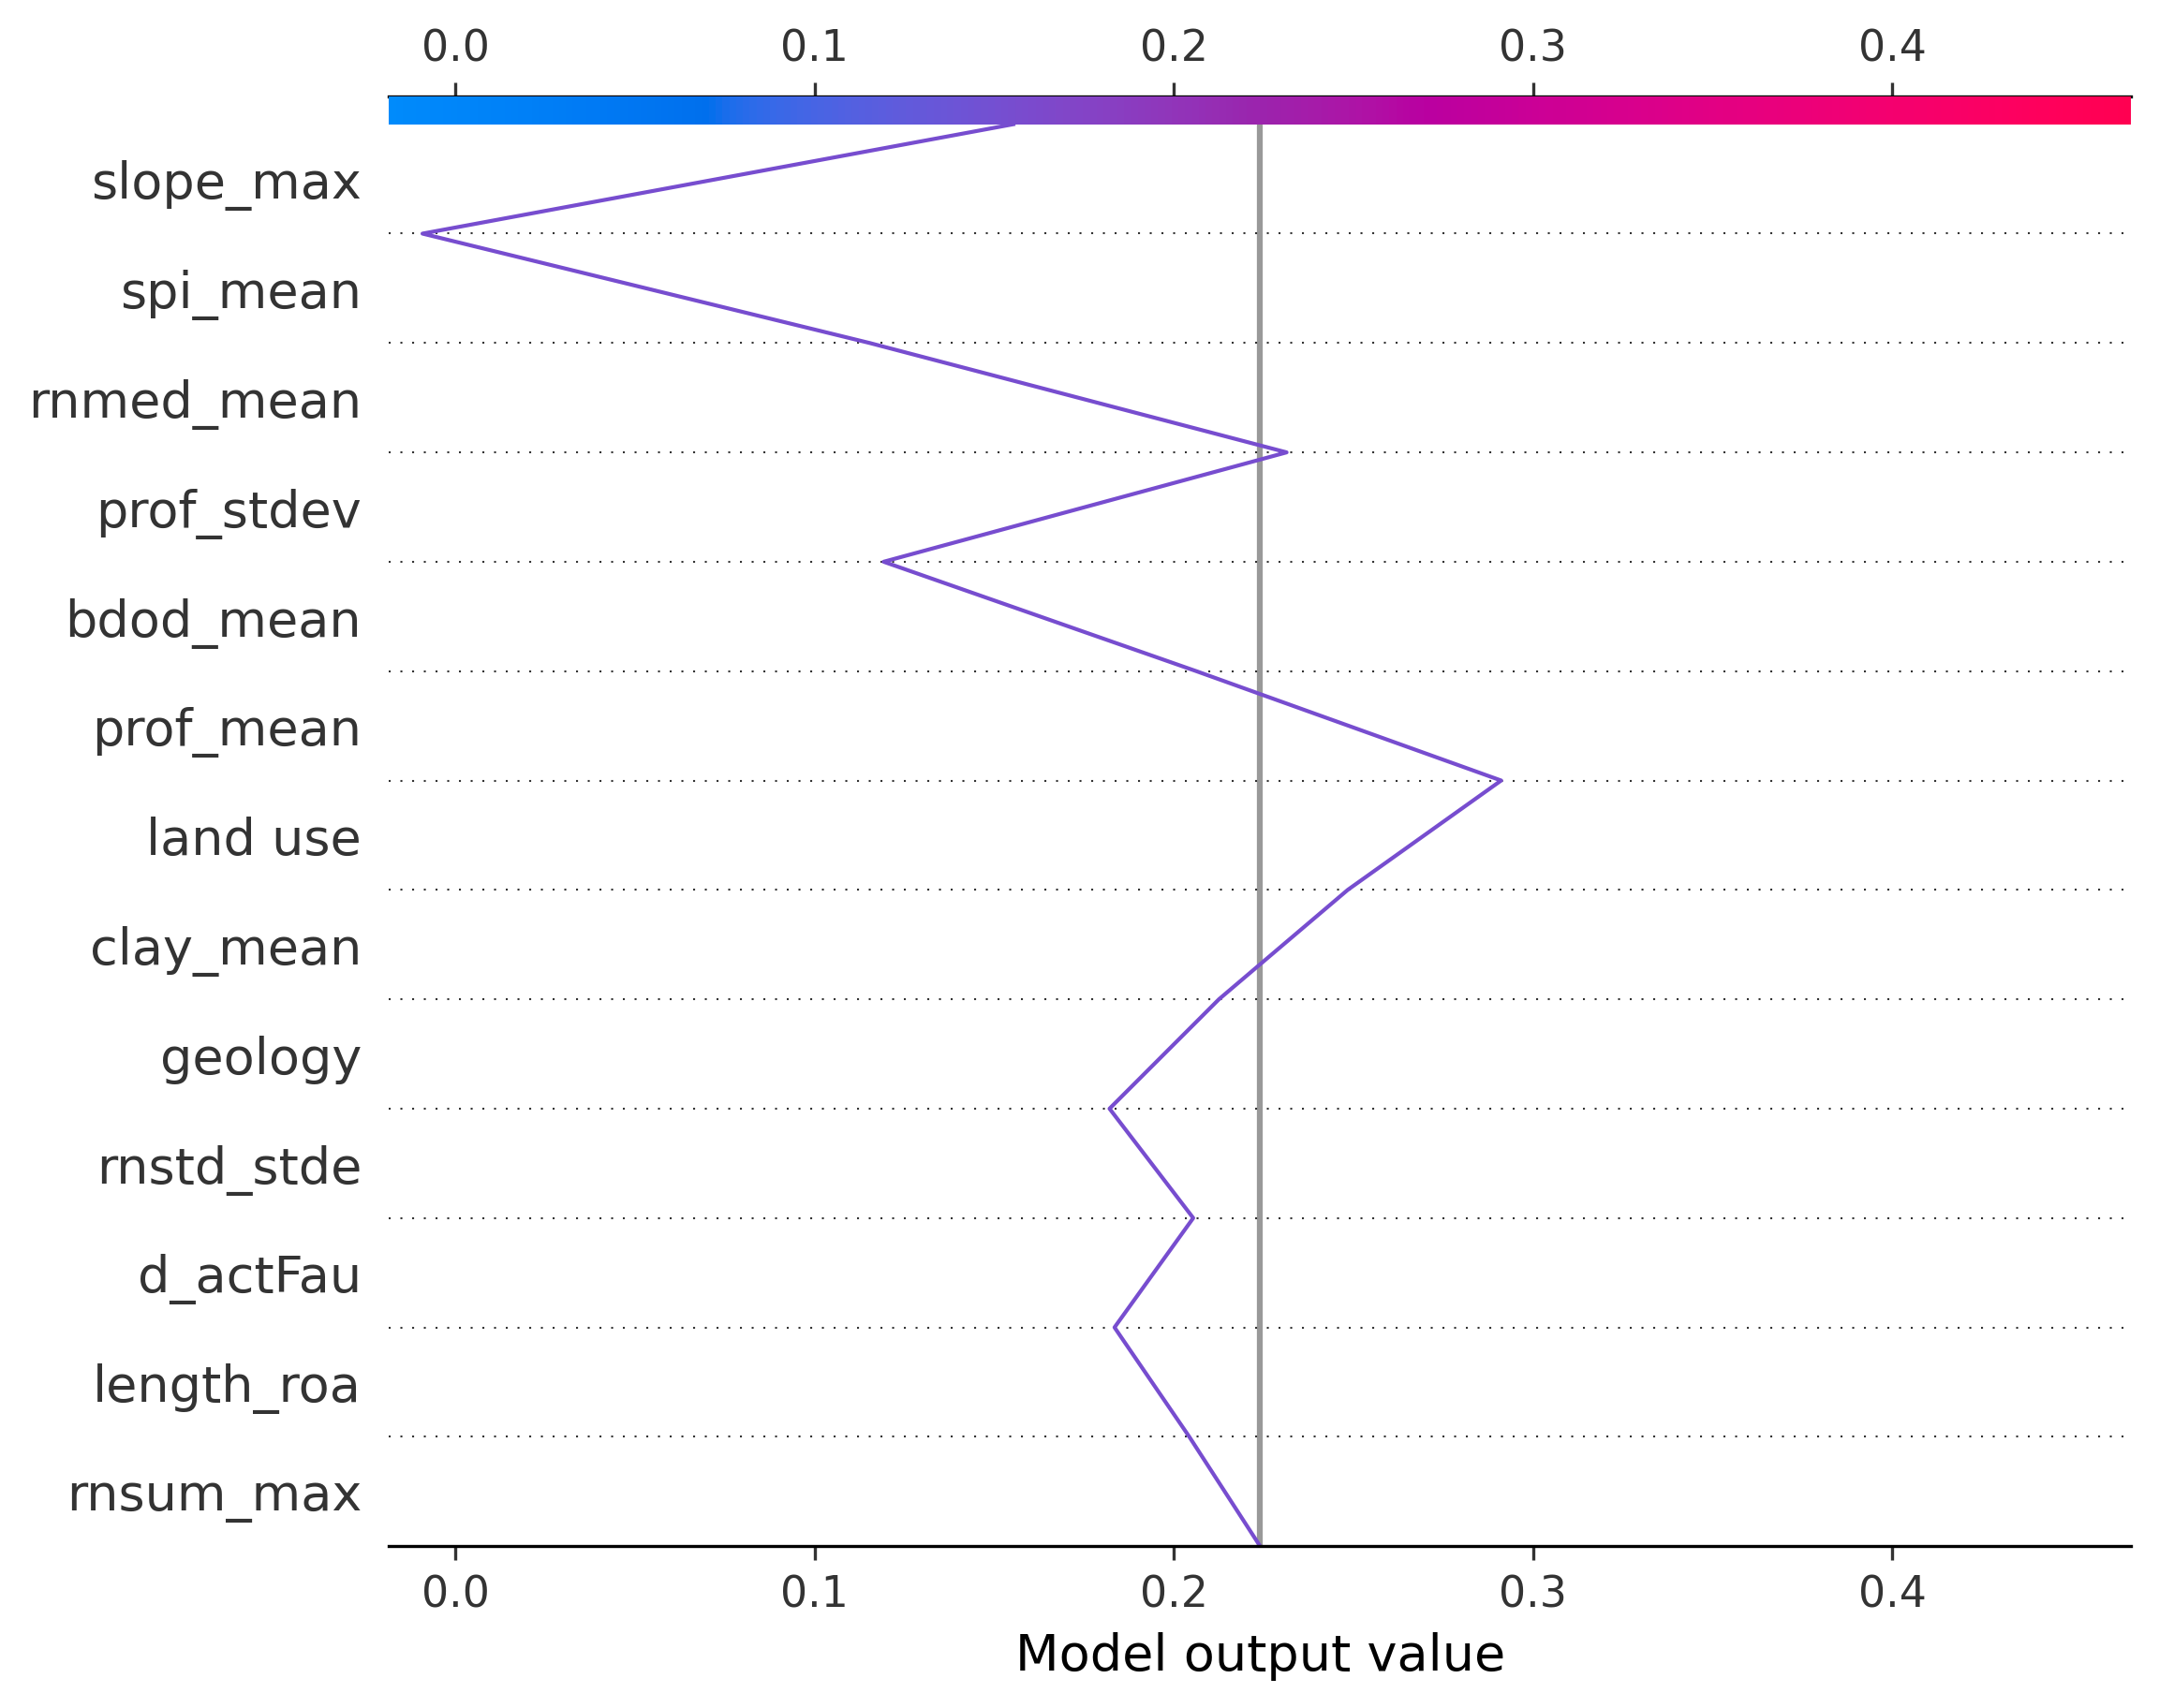 0.0 0.1 0.2 0.3 0.4
slope_max
spi_mean
rnmed_mean
prof_stdev
bdod_mean
prof_mean
land use
clay_mean
geology
rnstd_stde
d_actFau
length_roa
rnsum_max
0.0 0.1 0.2 0.3 0.4
Model output value